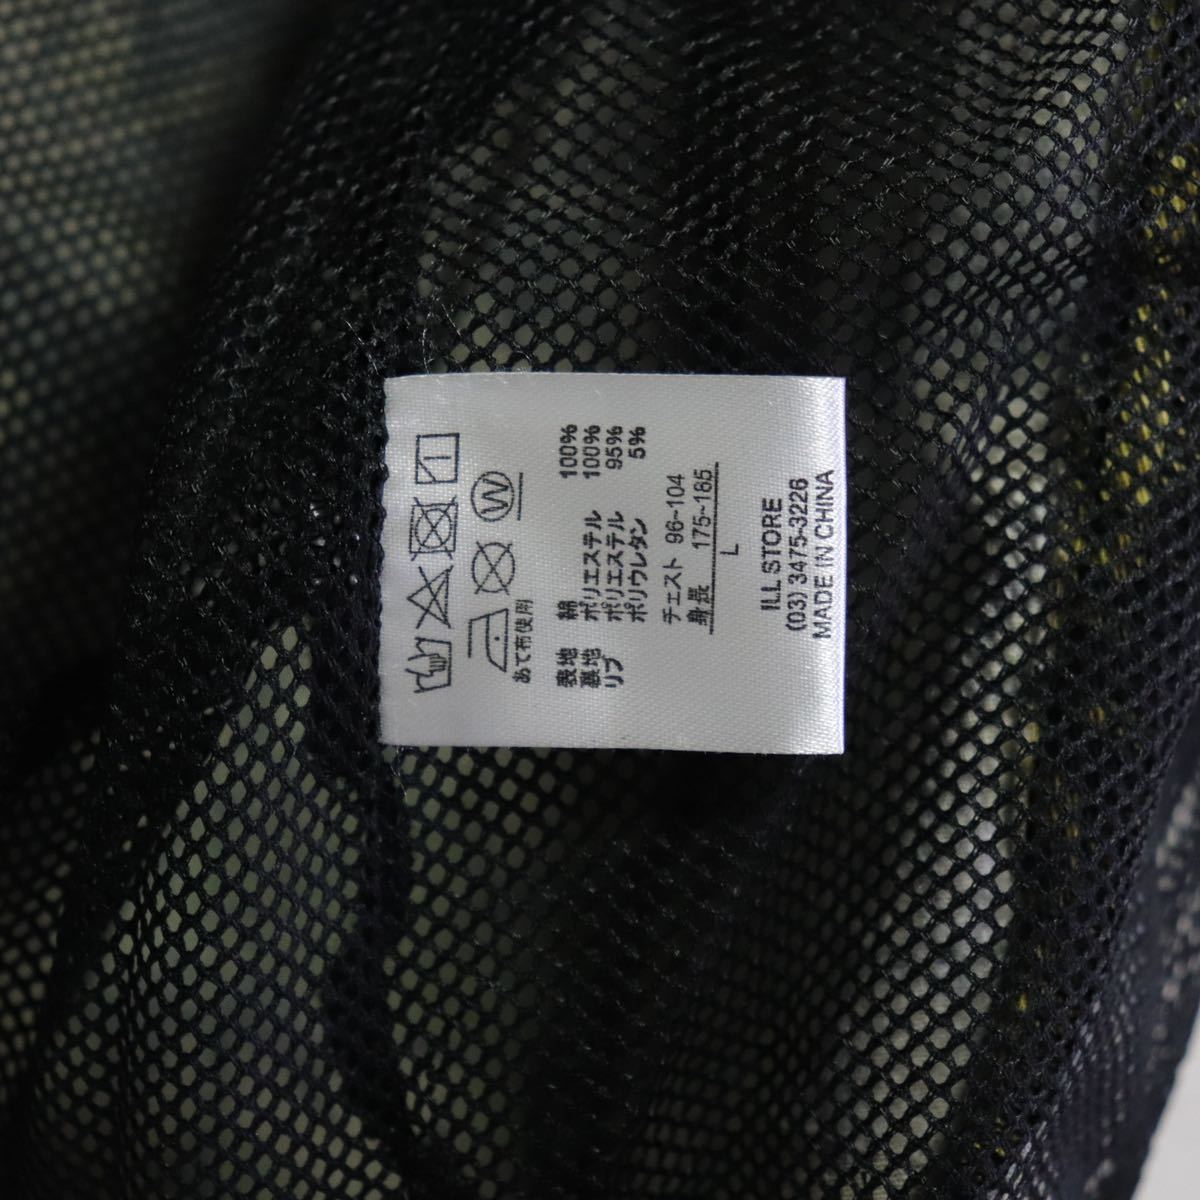 W
あて布使用
表地 綿 100%
裏地 ポリエステル 100%
リブ ポリエステル 95%
ポリウレタン 5%
チェスト 96~104
身長 175~185
L
ILL STORE
(03) 3475-3226
MADE IN CHINA